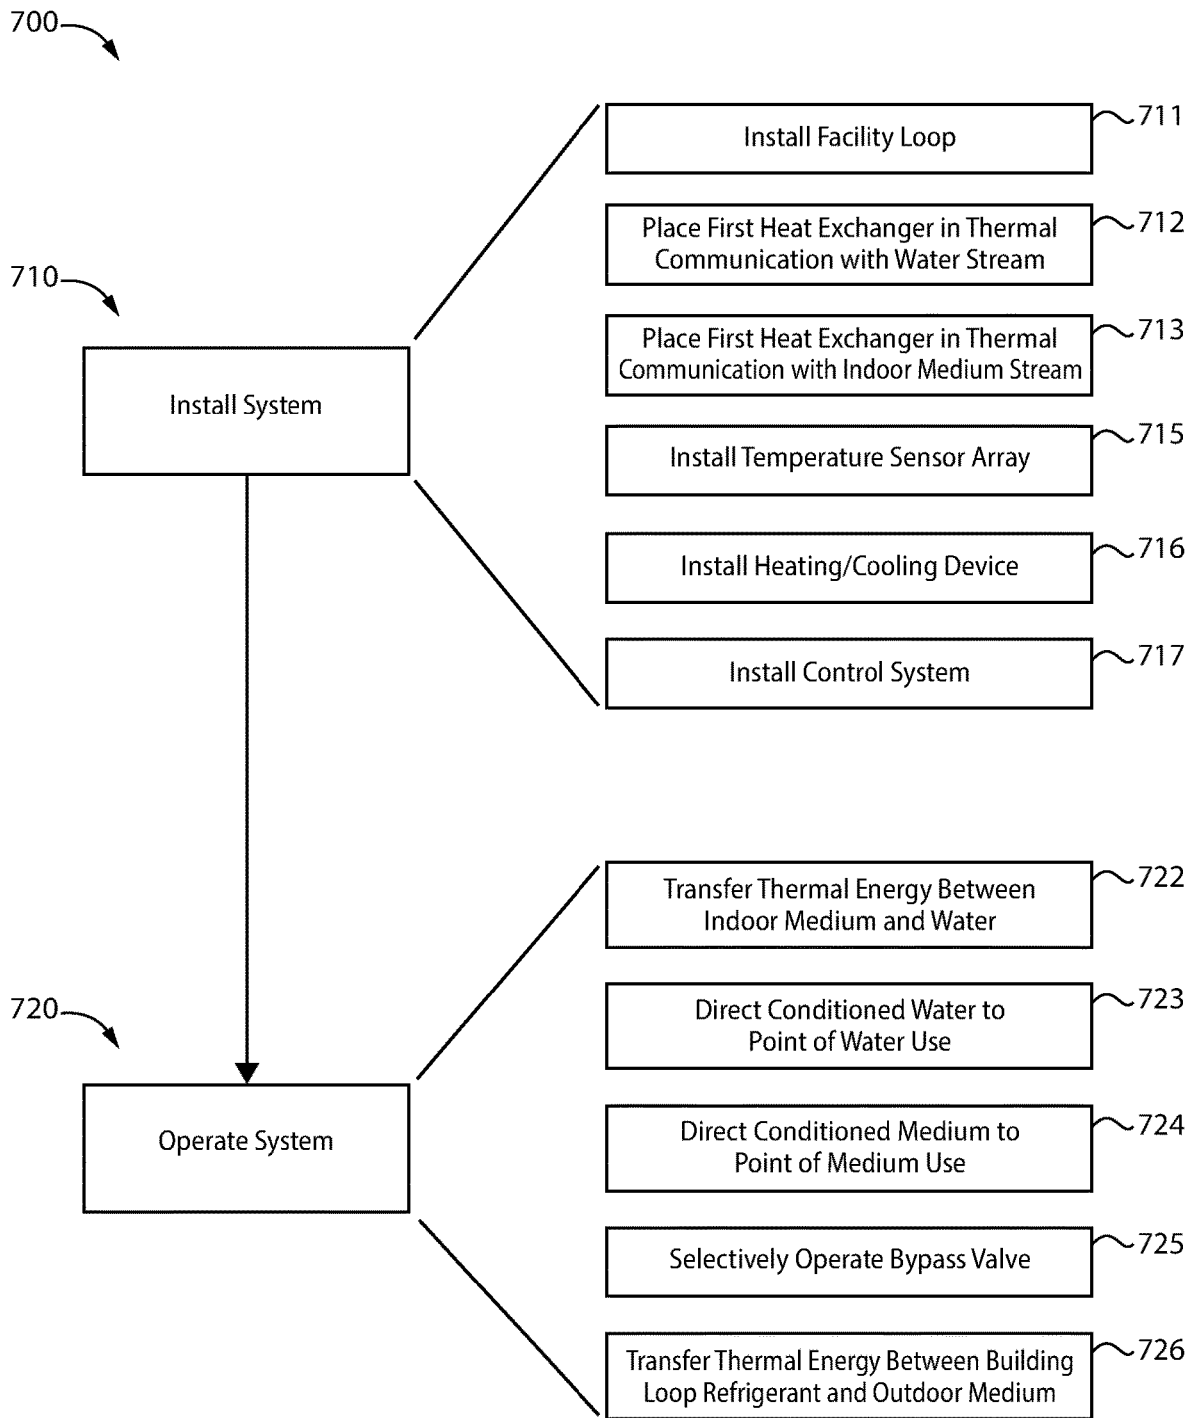 700
Install Facility Loop
711
Place First Heat Exchanger in Thermal
Communication with Water Stream
712
Place First Heat Exchanger in Thermal
Communication with Indoor Medium Stream
713
710
Install System
Install Temperature Sensor Array
715
Install Heating/Cooling Device
716
Install Control System
717
Transfer Thermal Energy Between
Indoor Medium and Water
722
Direct Conditioned Water to
Point of Water Use
723
720
Operate System
Direct Conditioned Medium to
Point of Medium Use
724
Selectively Operate Bypass Valve
725
Transfer Thermal Energy Between Building
Loop Refrigerant and Outdoor Medium
726